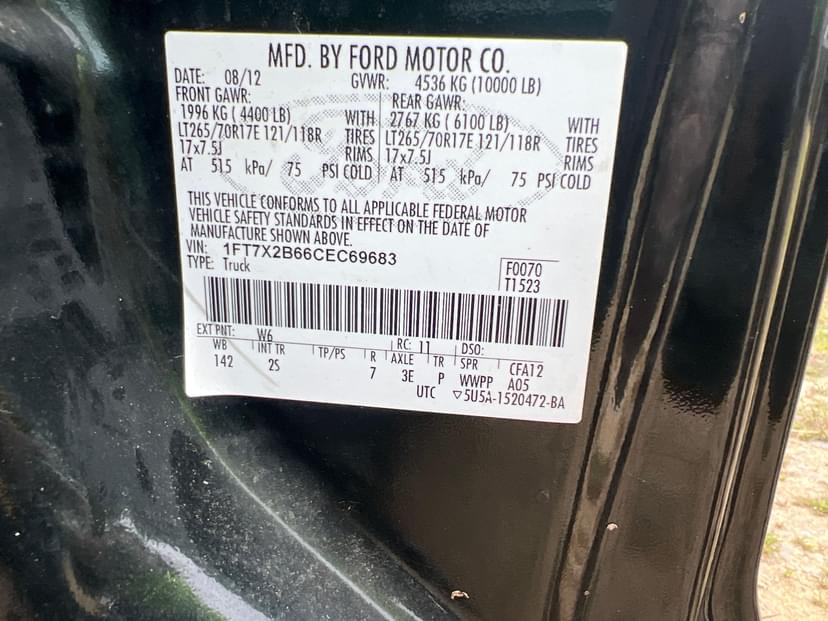 MFD. BY FORD MOTOR CO.
DATE: 08/12 GVWR: 4536 KG (10000 LB)
FRONT GAWR: REAR GAWR:
1996 KG ( 4400 LB) WITH 2767 KG ( 6100 LB) WITH
LT265/70R17E 121/118R TIRES LT265/70R17E 121/118R TIRES
17x7.5J RIMS 17x7.5J RIMS
AT 515 kPa/ 75 PSI COLD AT 515 kPa/ 75 PSI COLD
THIS VEHICLE CONFORMS TO ALL APPLICABLE FEDERAL MOTOR
VEHICLE SAFETY STANDARDS IN EFFECT ON THE DATE OF
MANUFACTURE SHOWN ABOVE.
VIN: 1FT7X2B66CEC69683
TYPE: Truck
F0070
T1523
EXT PNT: W6 RC: 11 DSO:
WB INT TR TP/PS R AXLE TR SPR CFA12
142 2S 7 3E P WWPP A05
UTC ▽5U5A-1520472-BA